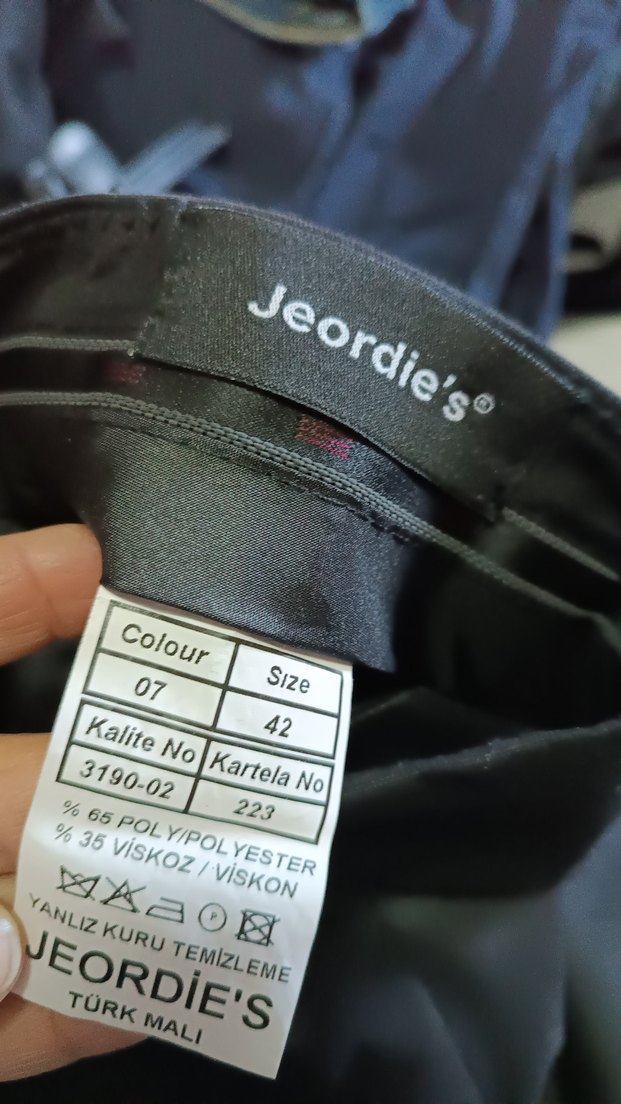 Jeordie's®
Colour Sıze
07 42
Kalite No Kartela No
3190-02 223
% 65 POLY/POLYESTER
% 35 VİSKOZ / VİSKON
P
YANLIZ KURU TEMİZLEME
JEORDİE'S
TÜRK MALI